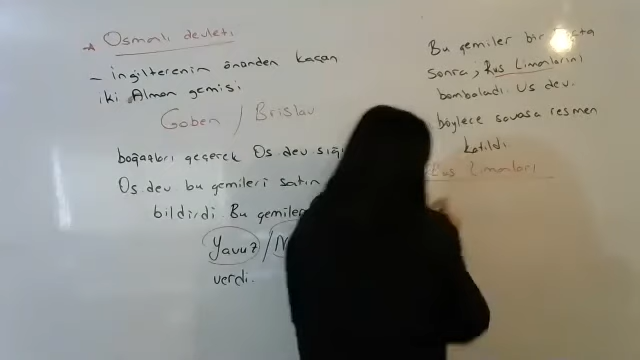 Osmalı devleti
- İngilterenin önünden kaçan
iki Alman gemisi
Goben / Brislav
boğazları geçerek Os dev sığı
Os dev bu gemileri satın
bildirdi. Bu gemiler
Yavuz /
verdi.
Bu gemiler bir
sonra; Rus Limanlarını
bombaladı. Os dev.
böylece savaşa resmen
katıldı.
Rus Limanları